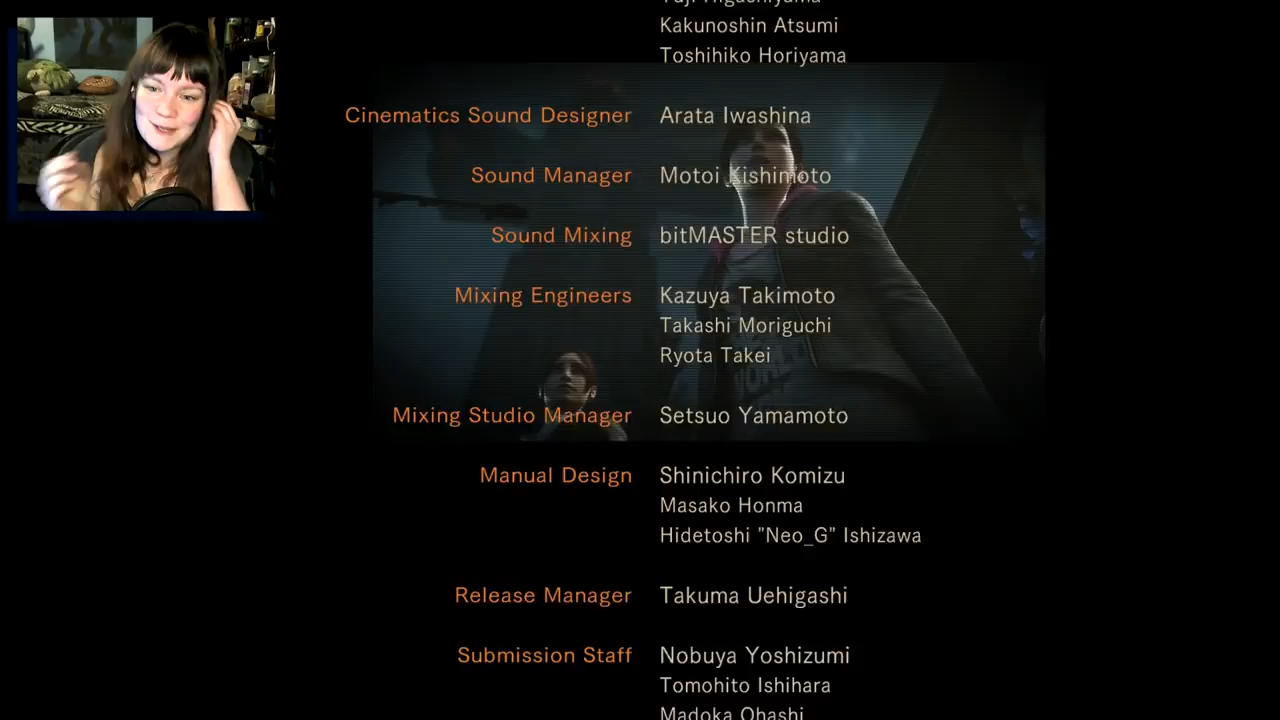 Kakunoshin Atsumi
Toshihiko Horiyama
Cinematics Sound Designer Arata Iwashina
Sound Manager Motoi Kishimoto
Sound Mixing bitMASTER studio
Mixing Engineers Kazuya Takimoto
Takashi Moriguchi
Ryota Takei
Mixing Studio Manager Setsuo Yamamoto
Manual Design Shinichiro Komizu
Masako Honma
Hidetoshi "Neo_G" Ishizawa
Release Manager Takuma Uehigashi
Submission Staff Nobuya Yoshizumi
Tomohito Ishihara
Madoka Ohashi